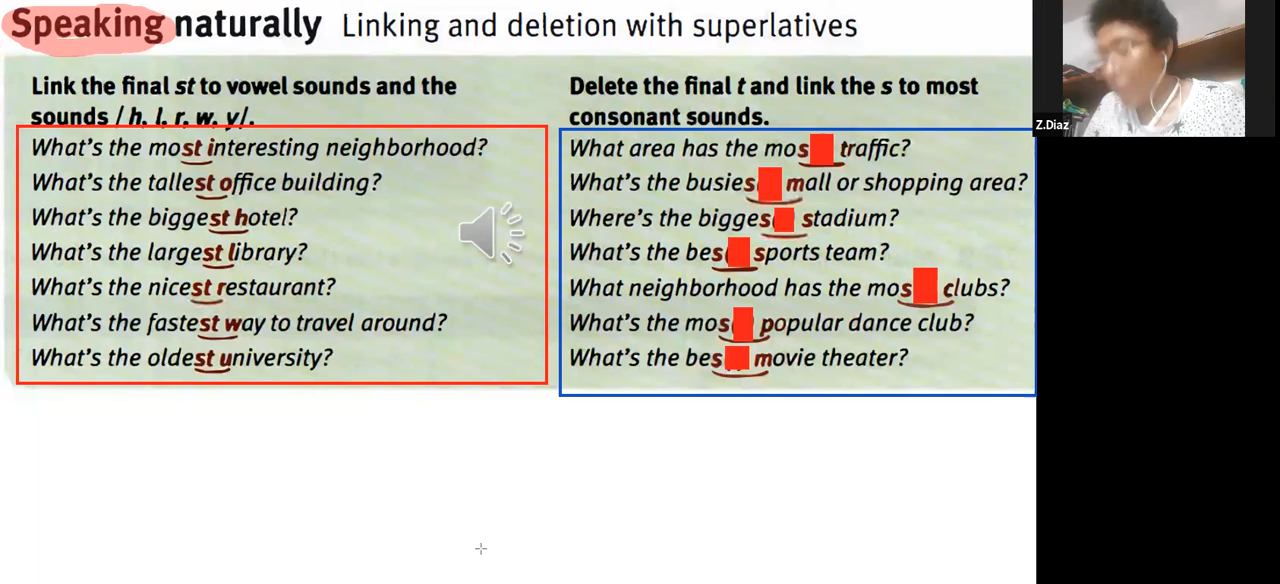 Speaking naturally Linking and deletion with superlatives
Link the final st to vowel sounds and the
sounds / h, l, r, w, y/.
What's the most interesting neighborhood?
What's the tallest office building?
What's the biggest hotel?
What's the largest library?
What's the nicest restaurant?
What's the fastest way to travel around?
What's the oldest university?
Delete the final t and link the s to most
consonant sounds.
What area has the mos traffic?
What's the busies mall or shopping area?
Where's the bigges stadium?
What's the bes sports team?
What neighborhood has the mos clubs?
What's the mos popular dance club?
What's the bes movie theater?
Z.Diaz